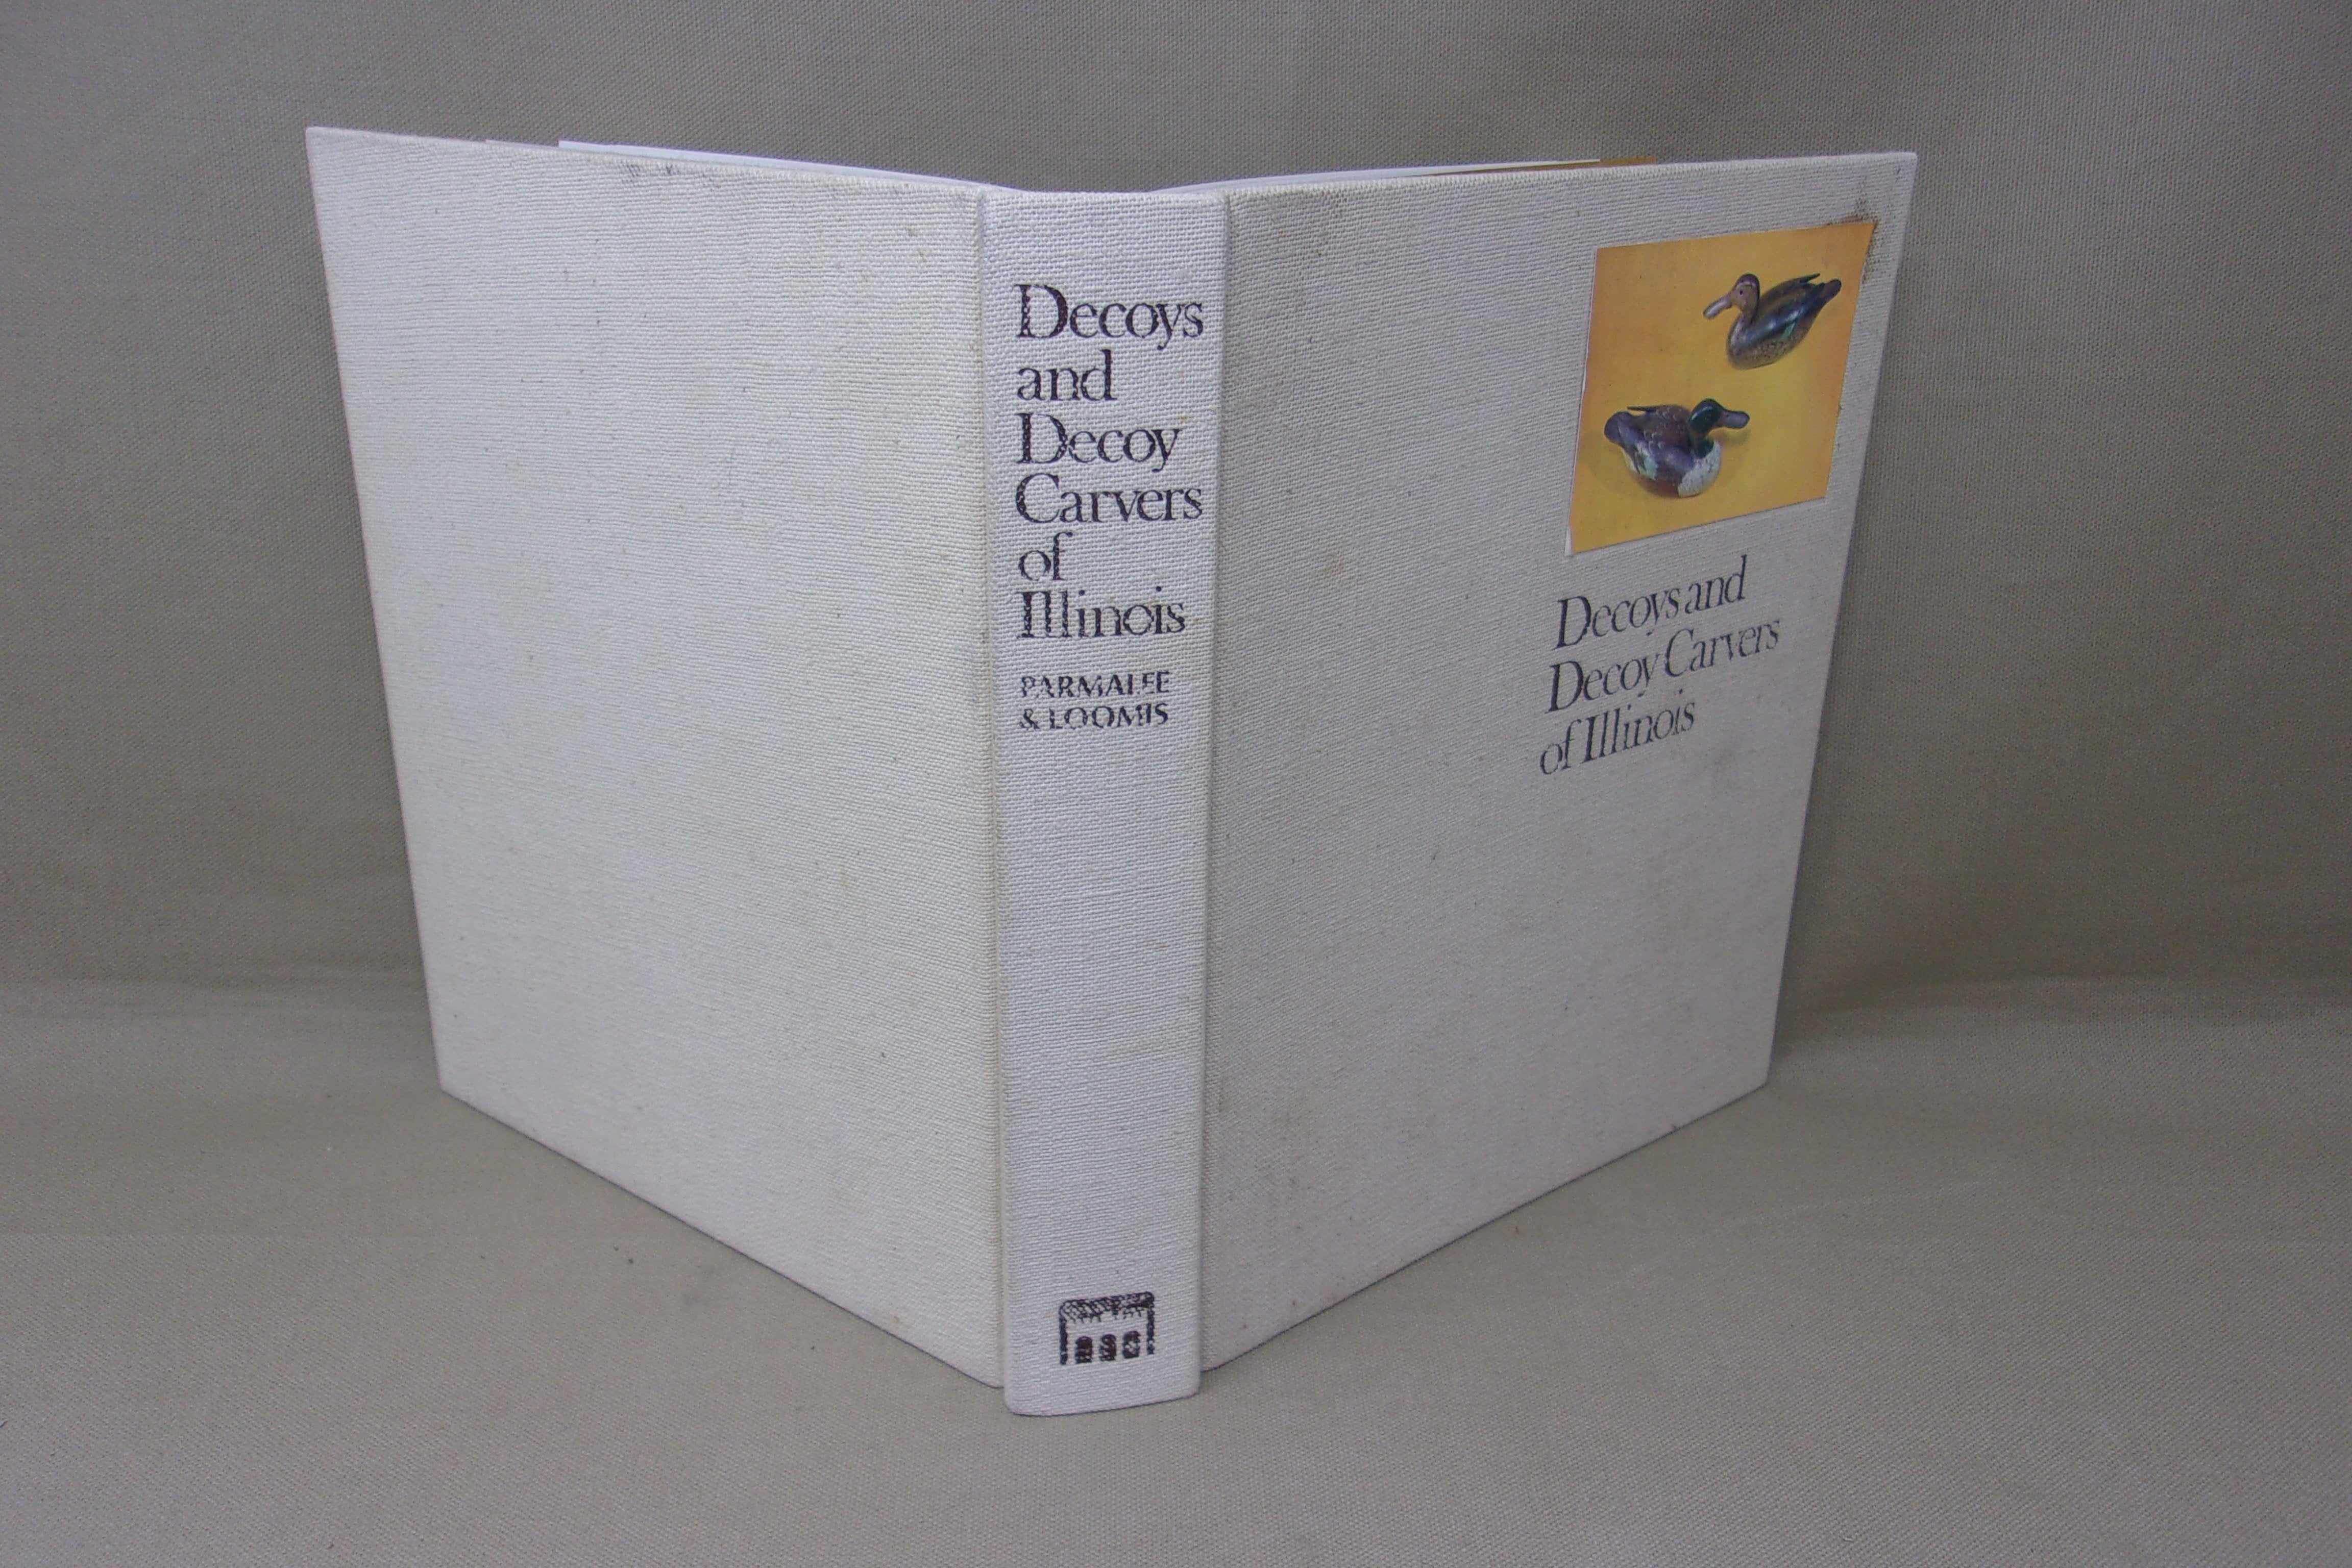 Decoys
and
Decoy
Carvers
of
Illinois
PARMALEE
& LOOMIS
Decoys and
Decoy Carvers
of Illinois